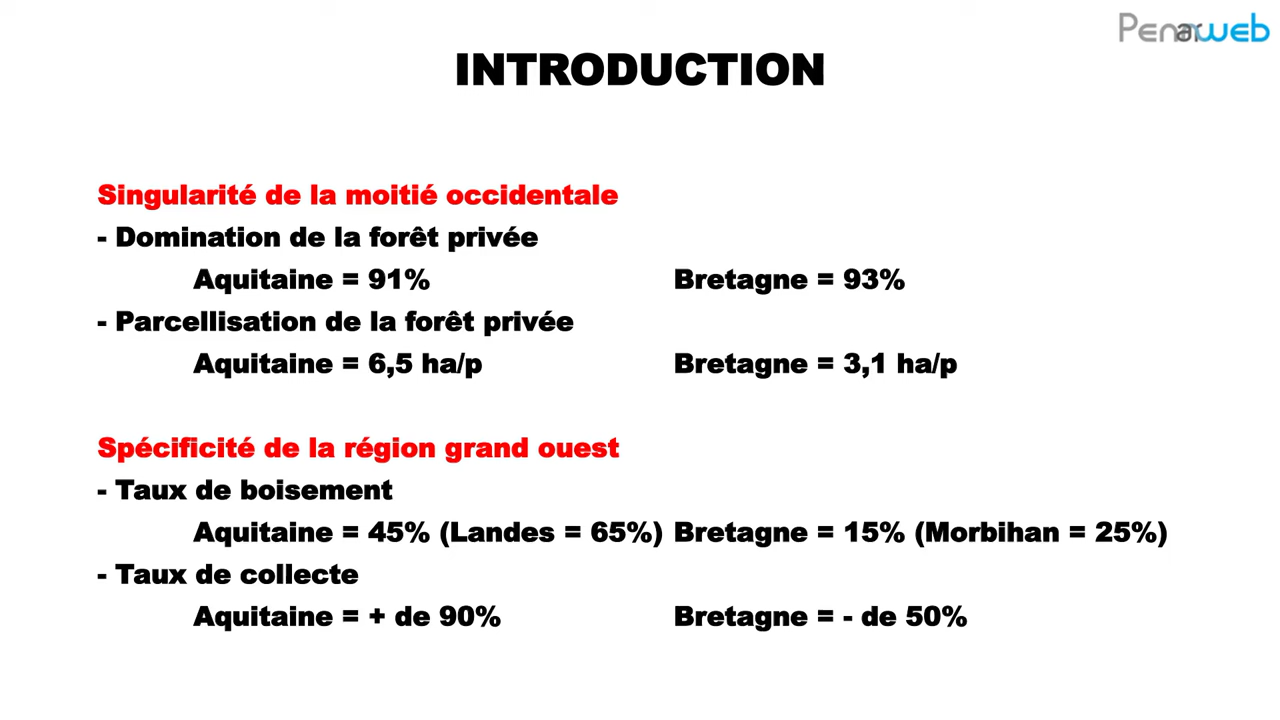 Penarweb
INTRODUCTION
Singularité de la moitié occidentale
- Domination de la forêt privée
Aquitaine = 91% Bretagne = 93%
- Parcellisation de la forêt privée
Aquitaine = 6,5 ha/p Bretagne = 3,1 ha/p
Spécificité de la région grand ouest
- Taux de boisement
Aquitaine = 45% (Landes = 65%) Bretagne = 15% (Morbihan = 25%)
- Taux de collecte
Aquitaine = + de 90% Bretagne = - de 50%